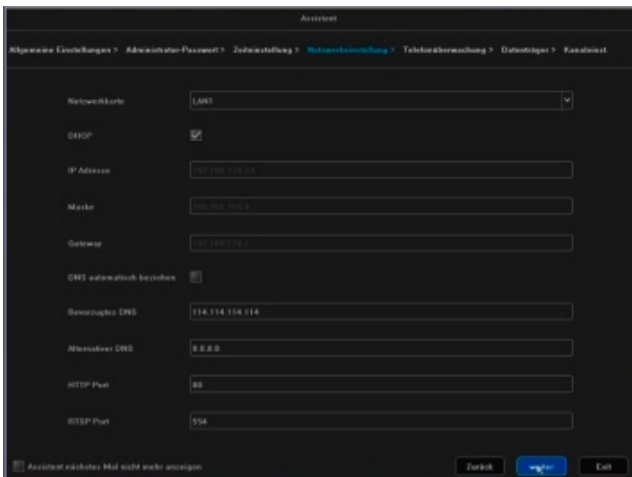 Assistent
Allgemeine Einstellungen > Administrator-Passwort > Zeiteinstellung > Netzwerkeinstellung > Telefonüberwachung > Datenträger > Kanaleinst.
Netzwerkkarte LAN1
DHCP
IP Adresse
Maske
Gateway
DNS automatisch beziehen
Bevorzugtes DNS 114.114.114.114
Alternativer DNS 8.8.8.8
HTTP Port 80
RTSP Port 554
Assistent nächstes Mal nicht mehr anzeigen Zurück weiter Exit